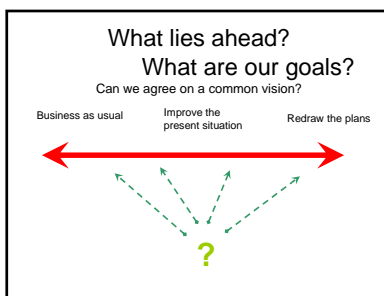 What lies ahead?
What are our goals?
Can we agree on a common vision?
Business as usual
Improve the
present situation
Redraw the plans
?